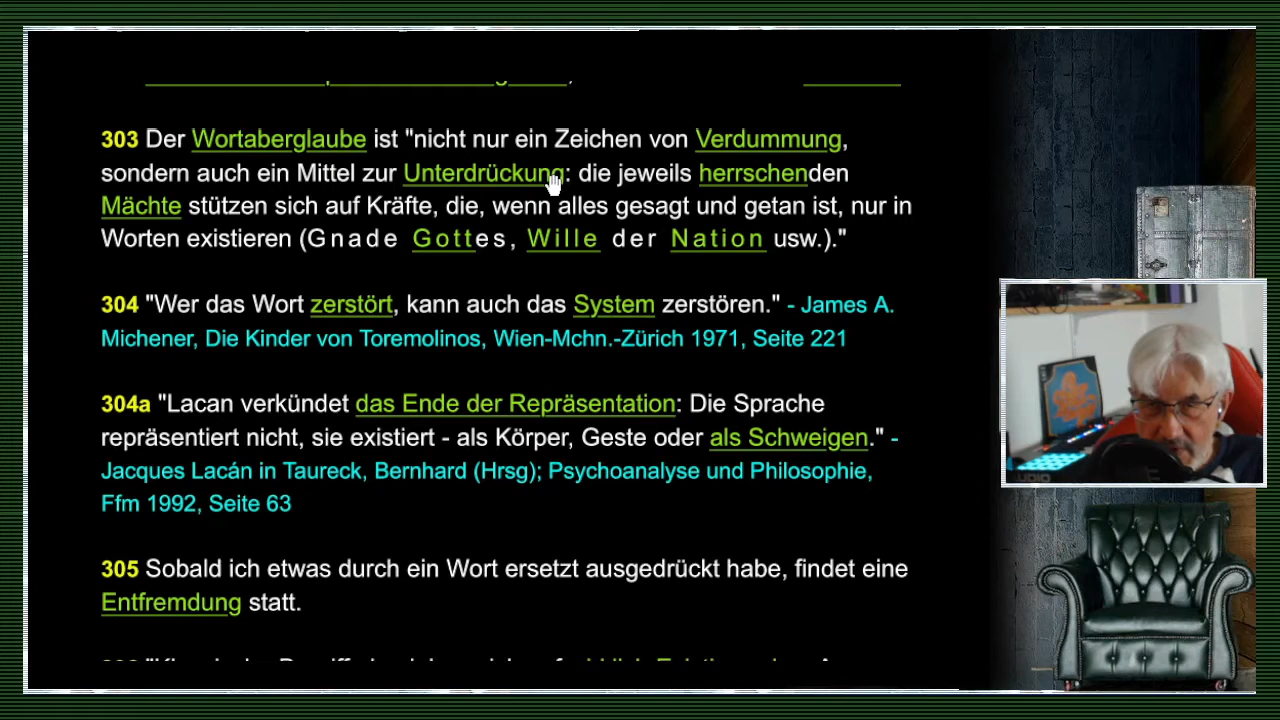 303 Der Wortaberglaube ist "nicht nur ein Zeichen von Verdummung,
sondern auch ein Mittel zur Unterdrückung: die jeweils herrschenden
Mächte stützen sich auf Kräfte, die, wenn alles gesagt und getan ist, nur in
Worten existieren (Gnade Gottes, Wille der Nation usw.)."
304 "Wer das Wort zerstört, kann auch das System zerstören." - James A.
Michener, Die Kinder von Toremolinos, Wien-Mchn.-Zürich 1971, Seite 221
304a "Lacan verkündet das Ende der Repräsentation: Die Sprache
repräsentiert nicht, sie existiert - als Körper, Geste oder als Schweigen." -
Jacques Lacán in Taureck, Bernhard (Hrsg); Psychoanalyse und Philosophie,
Ffm 1992, Seite 63
305 Sobald ich etwas durch ein Wort ersetzt ausgedrückt habe, findet eine
Entfremdung statt.